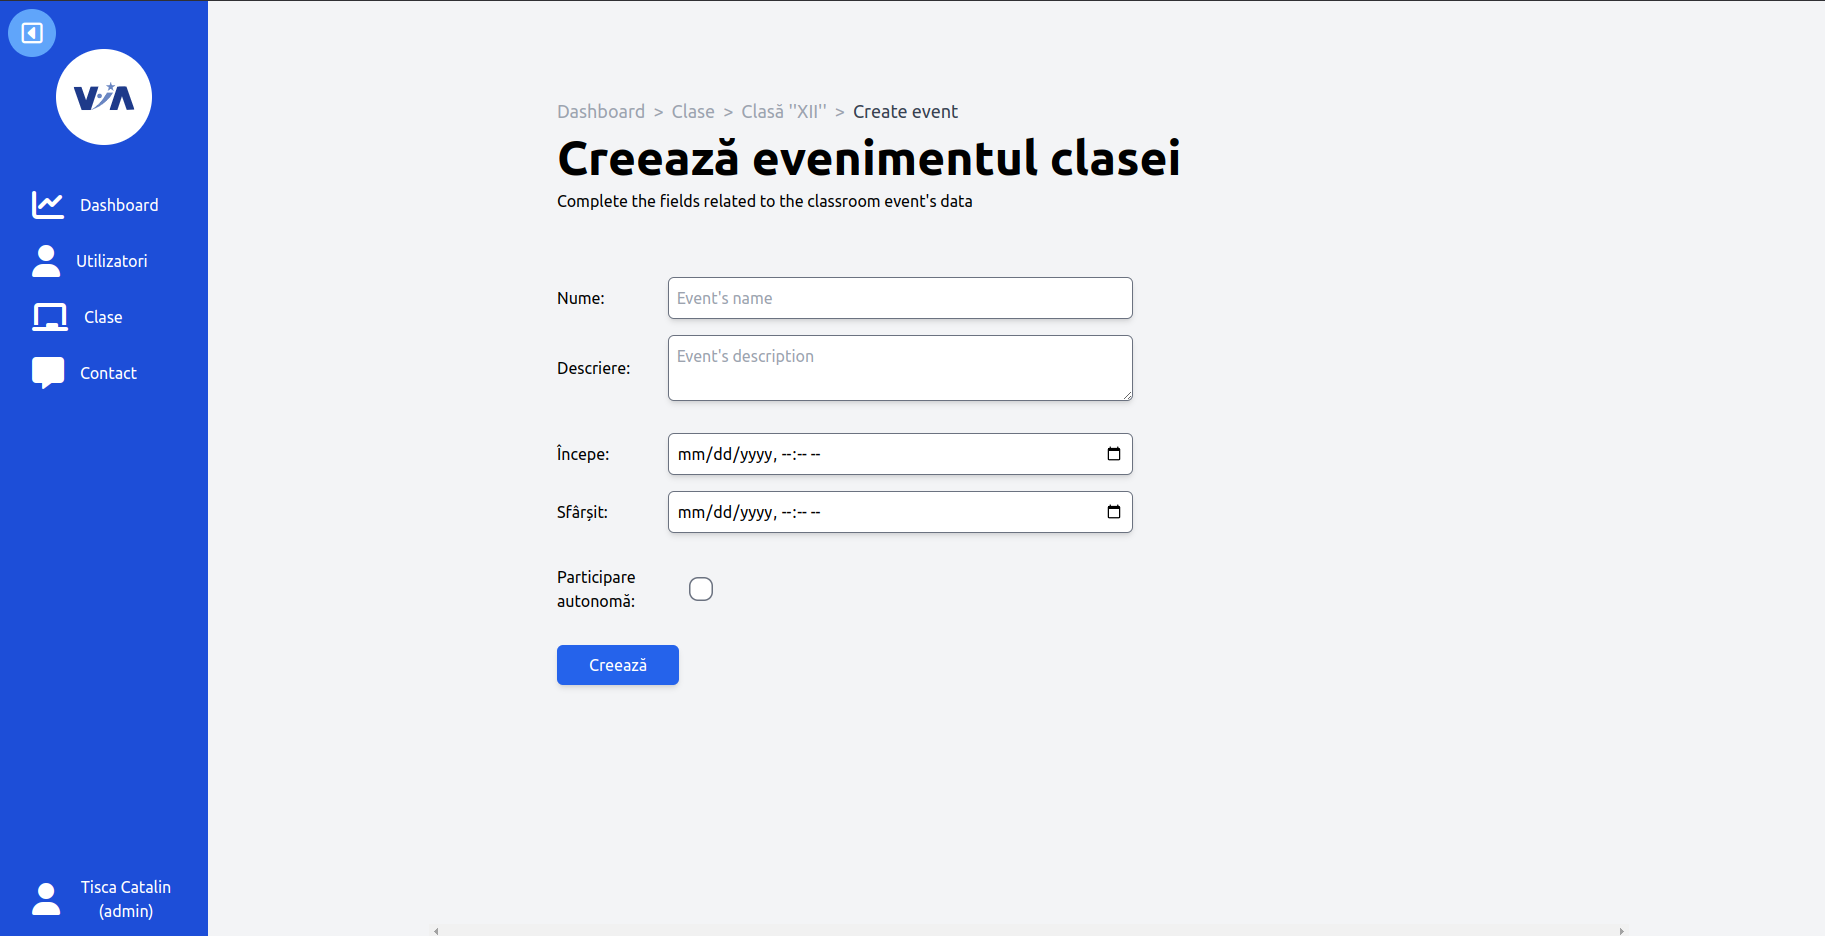 VIA
Dashboard
Utilizatori
Clase
Contact
Tisca Catalin
(admin)
Dashboard > Clase > Clasă "XII" > Create event
Creează evenimentul clasei
Complete the fields related to the classroom event's data
Nume:
Event's name
Descriere:
Event's description
Începe:
mm/dd/yyyy, --:-- --
Sfârșit:
mm/dd/yyyy, --:-- --
Participare
autonomă:
Creează